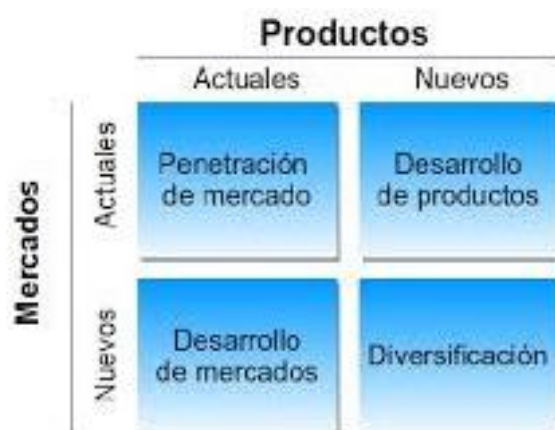 Productos
Actuales Nuevos
Mercados
Actuales
Penetración
de mercado
Desarrollo
de productos
Nuevos
Desarrollo
de mercados
Diversificación